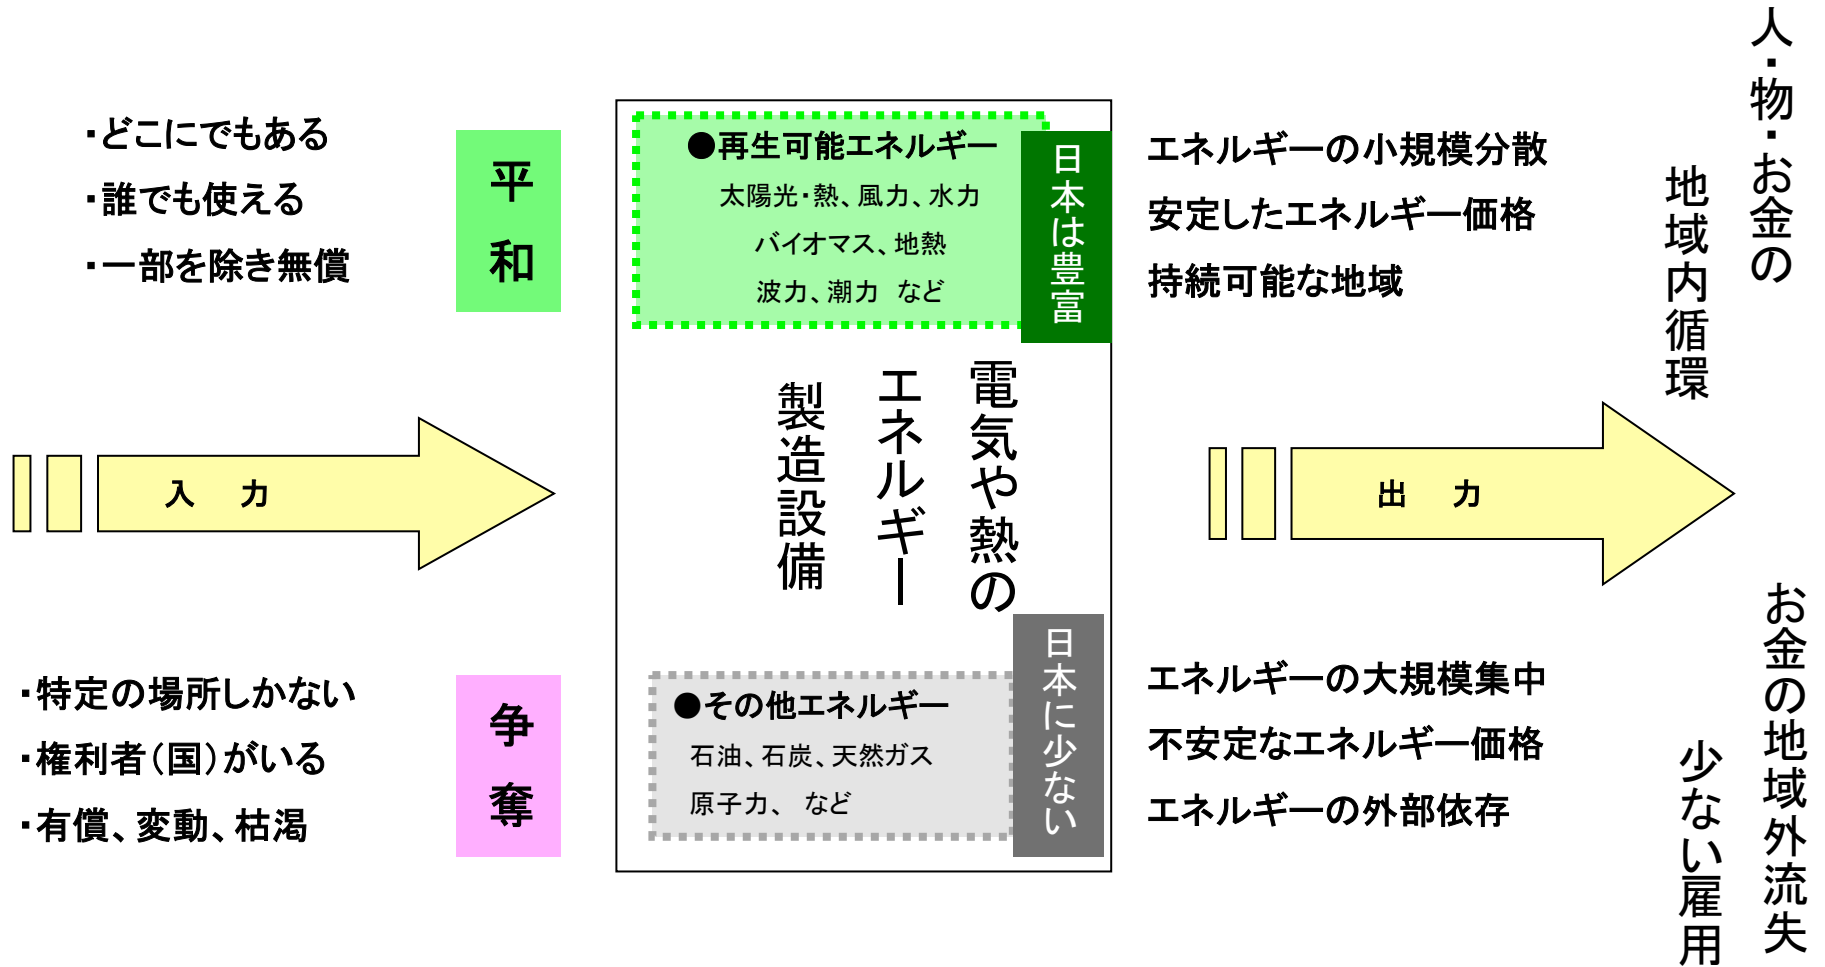 ・どこにでもある
・誰でも使える
・一部を除き無償
平和
●再生可能エネルギー
太陽光・熱、風力、水力
バイオマス、地熱
波力、潮力　など
日本は豊富
エネルギーの小規模分散
安定したエネルギー価格
持続可能な地域
人・物・お金の
地域内循環
入　力
電気や熱の
エネルギー
製造設備
出　力
・特定の場所しかない
・権利者（国）がいる
・有償、変動、枯渇
争奪
●その他エネルギー
石油、石炭、天然ガス
原子力、　など
日本に少ない
エネルギーの大規模集中
不安定なエネルギー価格
エネルギーの外部依存
お金の地域外流失
少ない雇用